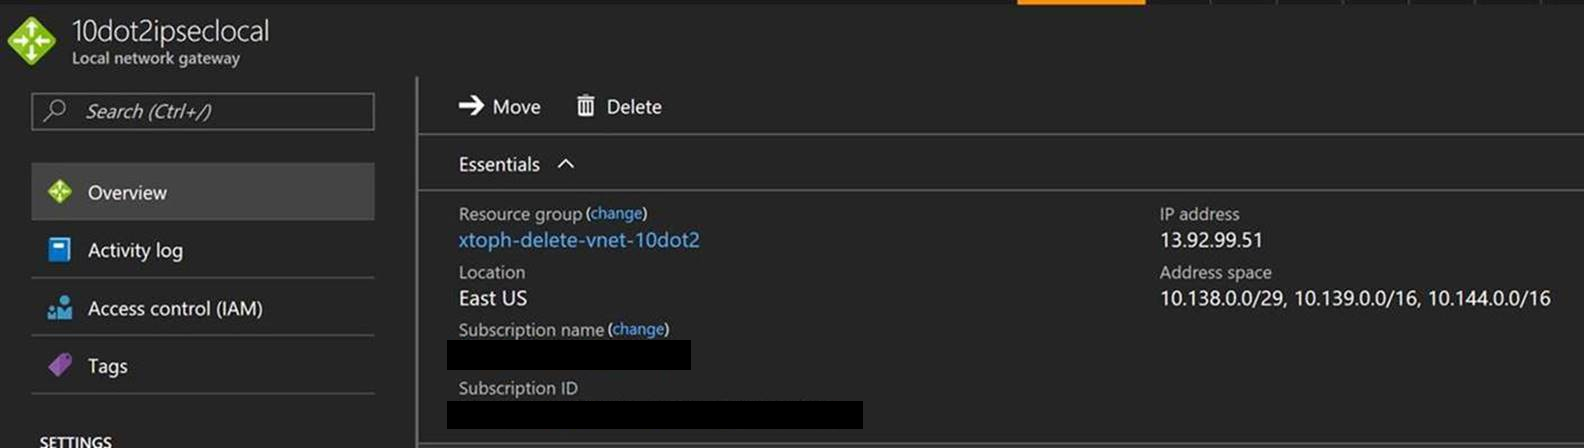 10dot2ipseclocal
Local network gateway
Search (Ctrl+/)
Overview
Activity log
Access control (IAM)
Tags
SETTINGS
Move
Delete
Essentials
Resource group (change)
xtoph-delete-vnet-10dot2
Location
East US
Subscription name (change)
Subscription ID
IP address
13.92.99.51
Address space
10.138.0.0/29, 10.139.0.0/16, 10.144.0.0/16